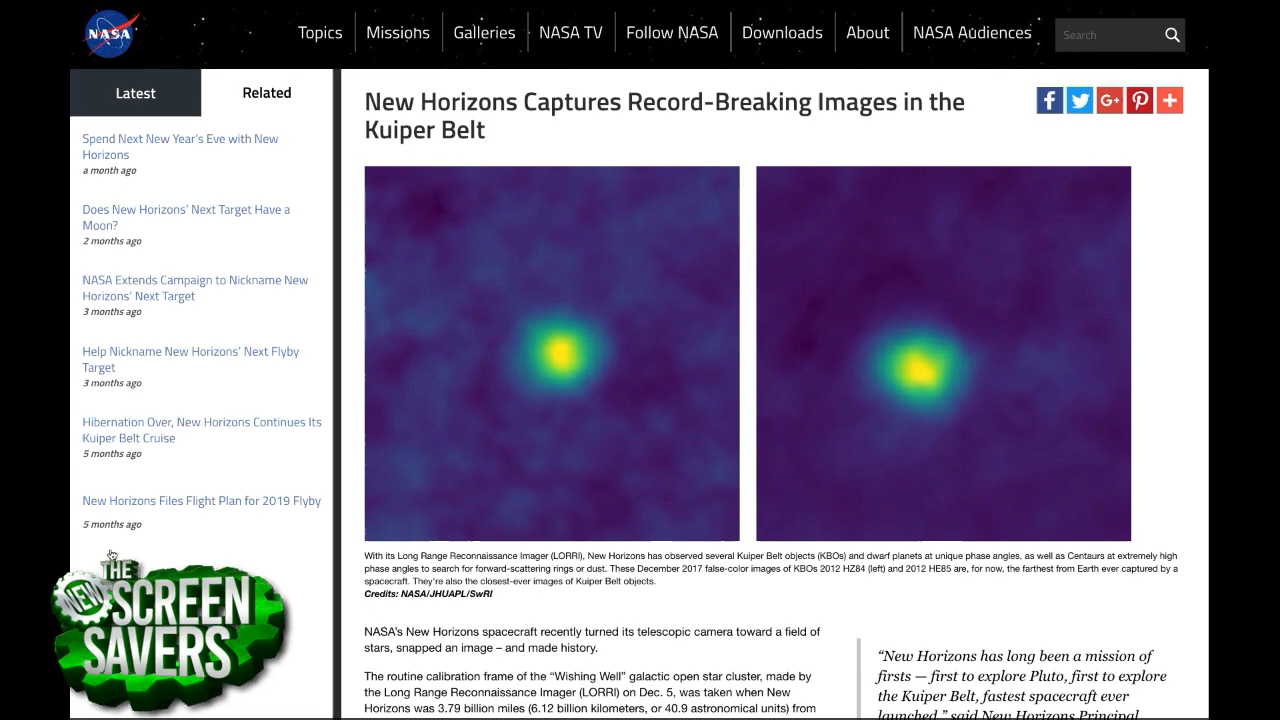 NASA
Topics
Missions
Galleries
NASA TV
Follow NASA
Downloads
About
NASA Audiences
Search
Latest
Related
Spend Next New Year's Eve with New
Horizons
a month ago
Does New Horizons' Next Target Have a
Moon?
2 months ago
NASA Extends Campaign to Nickname New
Horizons' Next Target
3 months ago
Help Nickname New Horizons' Next Flyby
Target
3 months ago
Hibernation Over, New Horizons Continues Its
Kuiper Belt Cruise
5 months ago
New Horizons Files Flight Plan for 2019 Flyby
5 months ago
THE
NEW
SCREEN
SAVERS
New Horizons Captures Record-Breaking Images in the
Kuiper Belt
With its Long Range Reconnaissance Imager (LORRI), New Horizons has observed several Kuiper Belt objects (KBOs) and dwarf planets at unique phase angles, as well as Centaurs at extremely high
phase angles to search for forward-scattering rings or dust. These December 2017 false-color images of KBOs 2012 HZ84 (left) and 2012 HE85 are, for now, the farthest from Earth ever captured by a
spacecraft. They're also the closest-ever images of Kuiper Belt objects.
Credits: NASA/JHUAPL/SwRI
NASA's New Horizons spacecraft recently turned its telescopic camera toward a field of
stars, snapped an image – and made history.
The routine calibration frame of the “Wishing Well” galactic open star cluster, made by
the Long Range Reconnaissance Imager (LORRI) on Dec. 5, was taken when New
Horizons was 3.79 billion miles (6.12 billion kilometers, or 40.9 astronomical units) from
“New Horizons has long been a mission of
firsts — first to explore Pluto, first to explore
the Kuiper Belt, fastest spacecraft ever
launched,” said New Horizons Principal